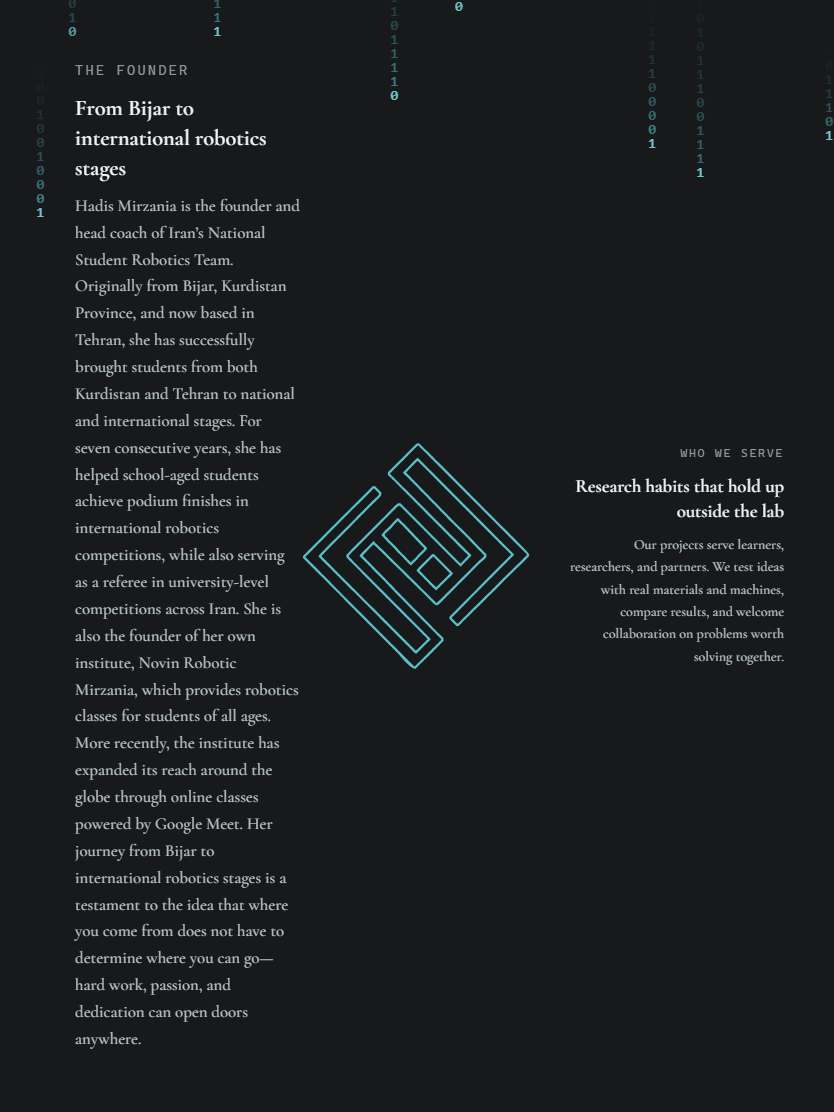 THE FOUNDER
From Bijar to
international robotics
stages
Hadis Mirzania is the founder and
head coach of Iran’s National
Student Robotics Team.
Originally from Bijar, Kurdistan
Province, and now based in
Tehran, she has successfully
brought students from both
Kurdistan and Tehran to national
and international stages. For
seven consecutive years, she has
helped school-aged students
achieve podium finishes in
international robotics
competitions, while also serving
as a referee in university-level
competitions across Iran. She is
also the founder of her own
institute, Novin Robotic
Mirzania, which provides robotics
classes for students of all ages.
More recently, the institute has
expanded its reach around the
globe through online classes
powered by Google Meet. Her
journey from Bijar to
international robotics stages is a
testament to the idea that where
you come from does not have to
determine where you can go—
hard work, passion, and
dedication can open doors
anywhere.
WHO WE SERVE
Research habits that hold up
outside the lab
Our projects serve learners,
researchers, and partners. We test ideas
with real materials and machines,
compare results, and welcome
collaboration on problems worth
solving together.